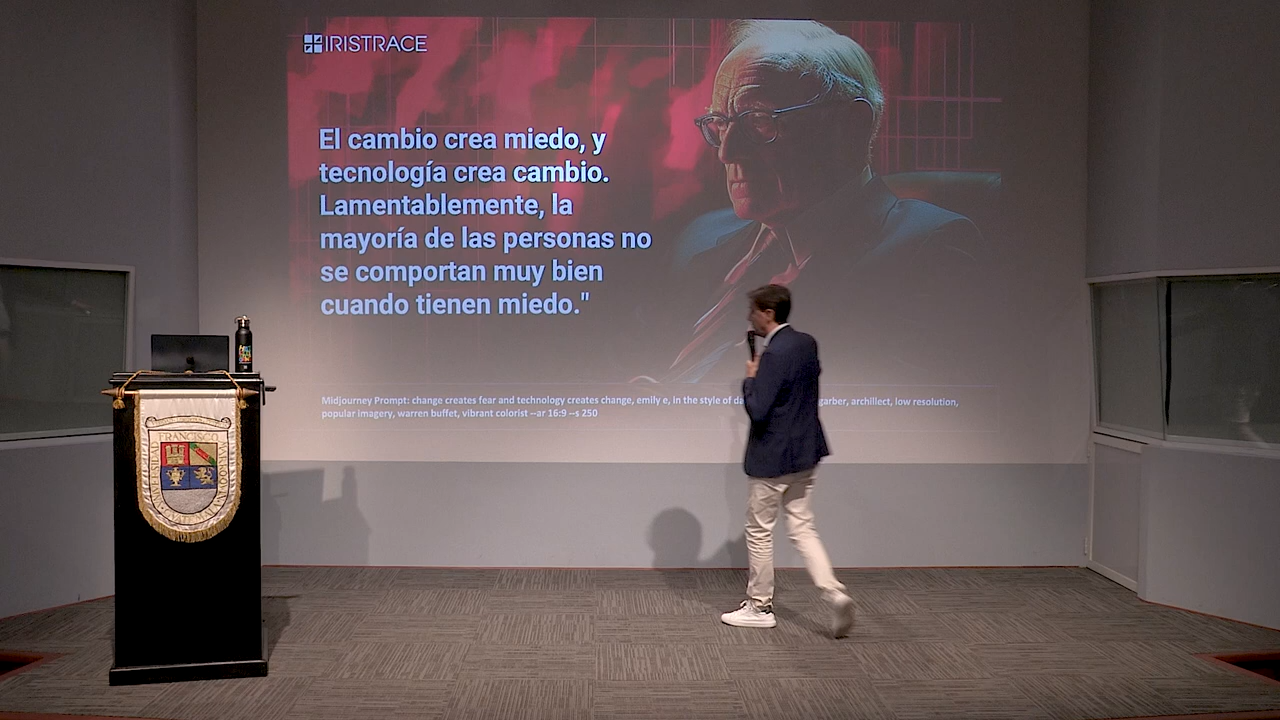 IRISTRACE
El cambio crea miedo, y
tecnología crea cambio.
Lamentablemente, la
mayoría de las personas no
se comportan muy bien
cuando tienen miedo."
Midjourney Prompt: change creates fear and technology creates change, emily e, in the style of garber, archillect, low resolution,
popular imagery, warren buffet, vibrant colorist --ar 16:9 --s 250
FRANCISCO